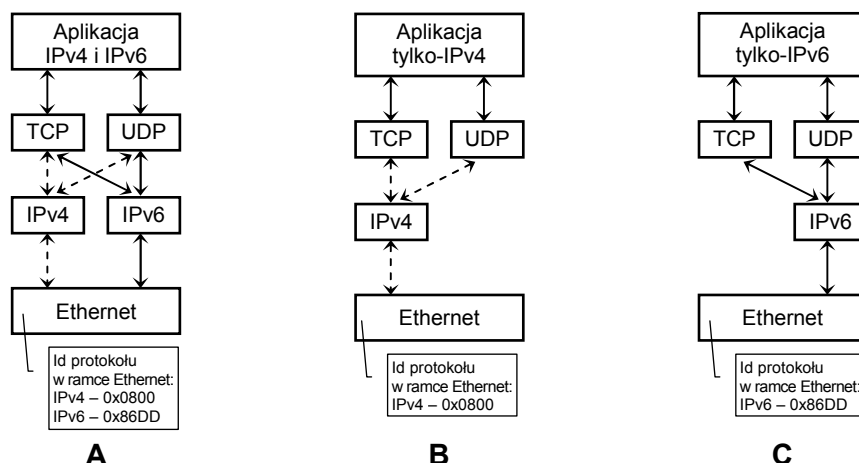 Aplikacja
IPv4 i IPv6
TCP
UDP
IPv4
IPv6
Ethernet
Id protokołu
w ramce Ethernet:
IPv4 – 0x0800
IPv6 – 0x86DD
A
Aplikacja
tylko-IPv4
TCP
UDP
IPv4
Ethernet
Id protokołu
w ramce Ethernet:
IPv4 – 0x0800
B
Aplikacja
tylko-IPv6
TCP
UDP
IPv6
Ethernet
Id protokołu
w ramce Ethernet:
IPv6 – 0x86DD
C